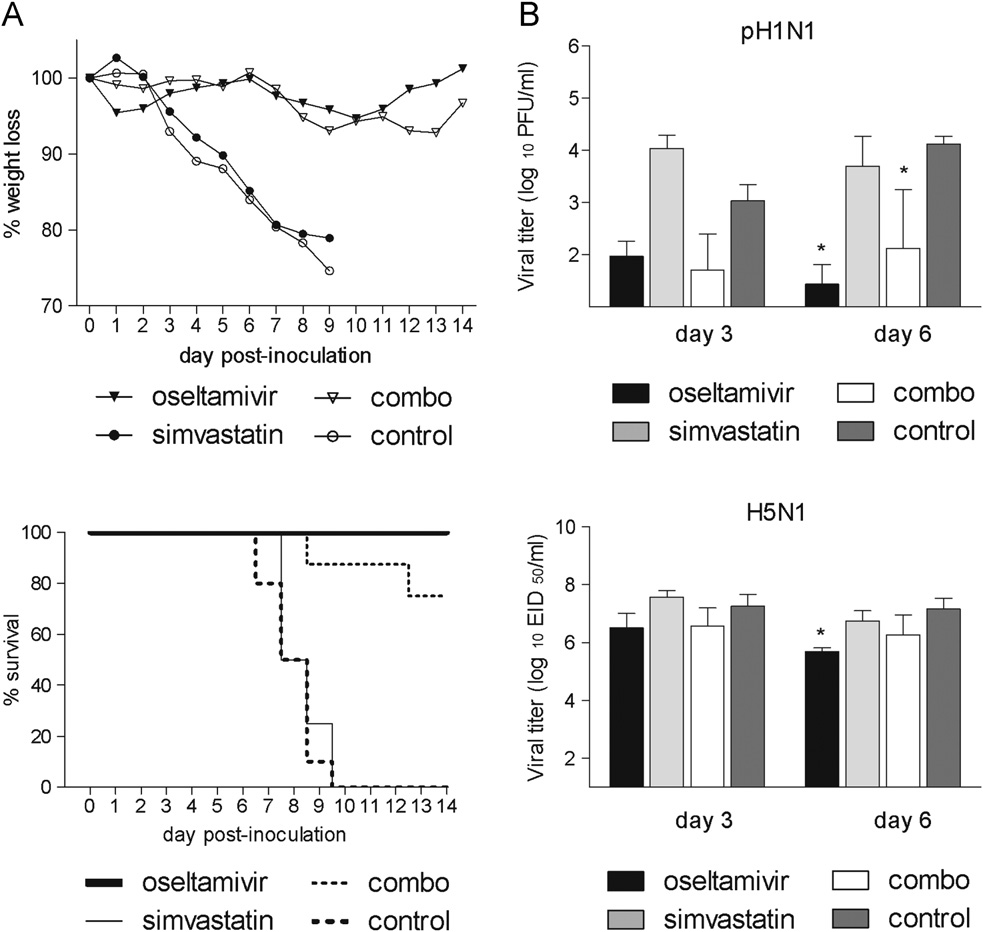 A
% weight loss
100
90
80
70
0 1 2 3 4 5 6 7 8 9 10 11 12 13 14
day post-inoculation
oseltamivir combo
simvastatin control
% survival
100
80
60
40
20
0
0 1 2 3 4 5 6 7 8 9 10 11 12 13 14
day post-inoculation
oseltamivir combo
simvastatin control
B
pH1N1
Viral titer (log 10 PFU/ml)
6
5
4
3
2
* *
day 3 day 6
oseltamivir combo
simvastatin control
H5N1
Viral titer (log 10 EID 50/ml)
10
8
6
4
2
*
day 3 day 6
oseltamivir combo
simvastatin control